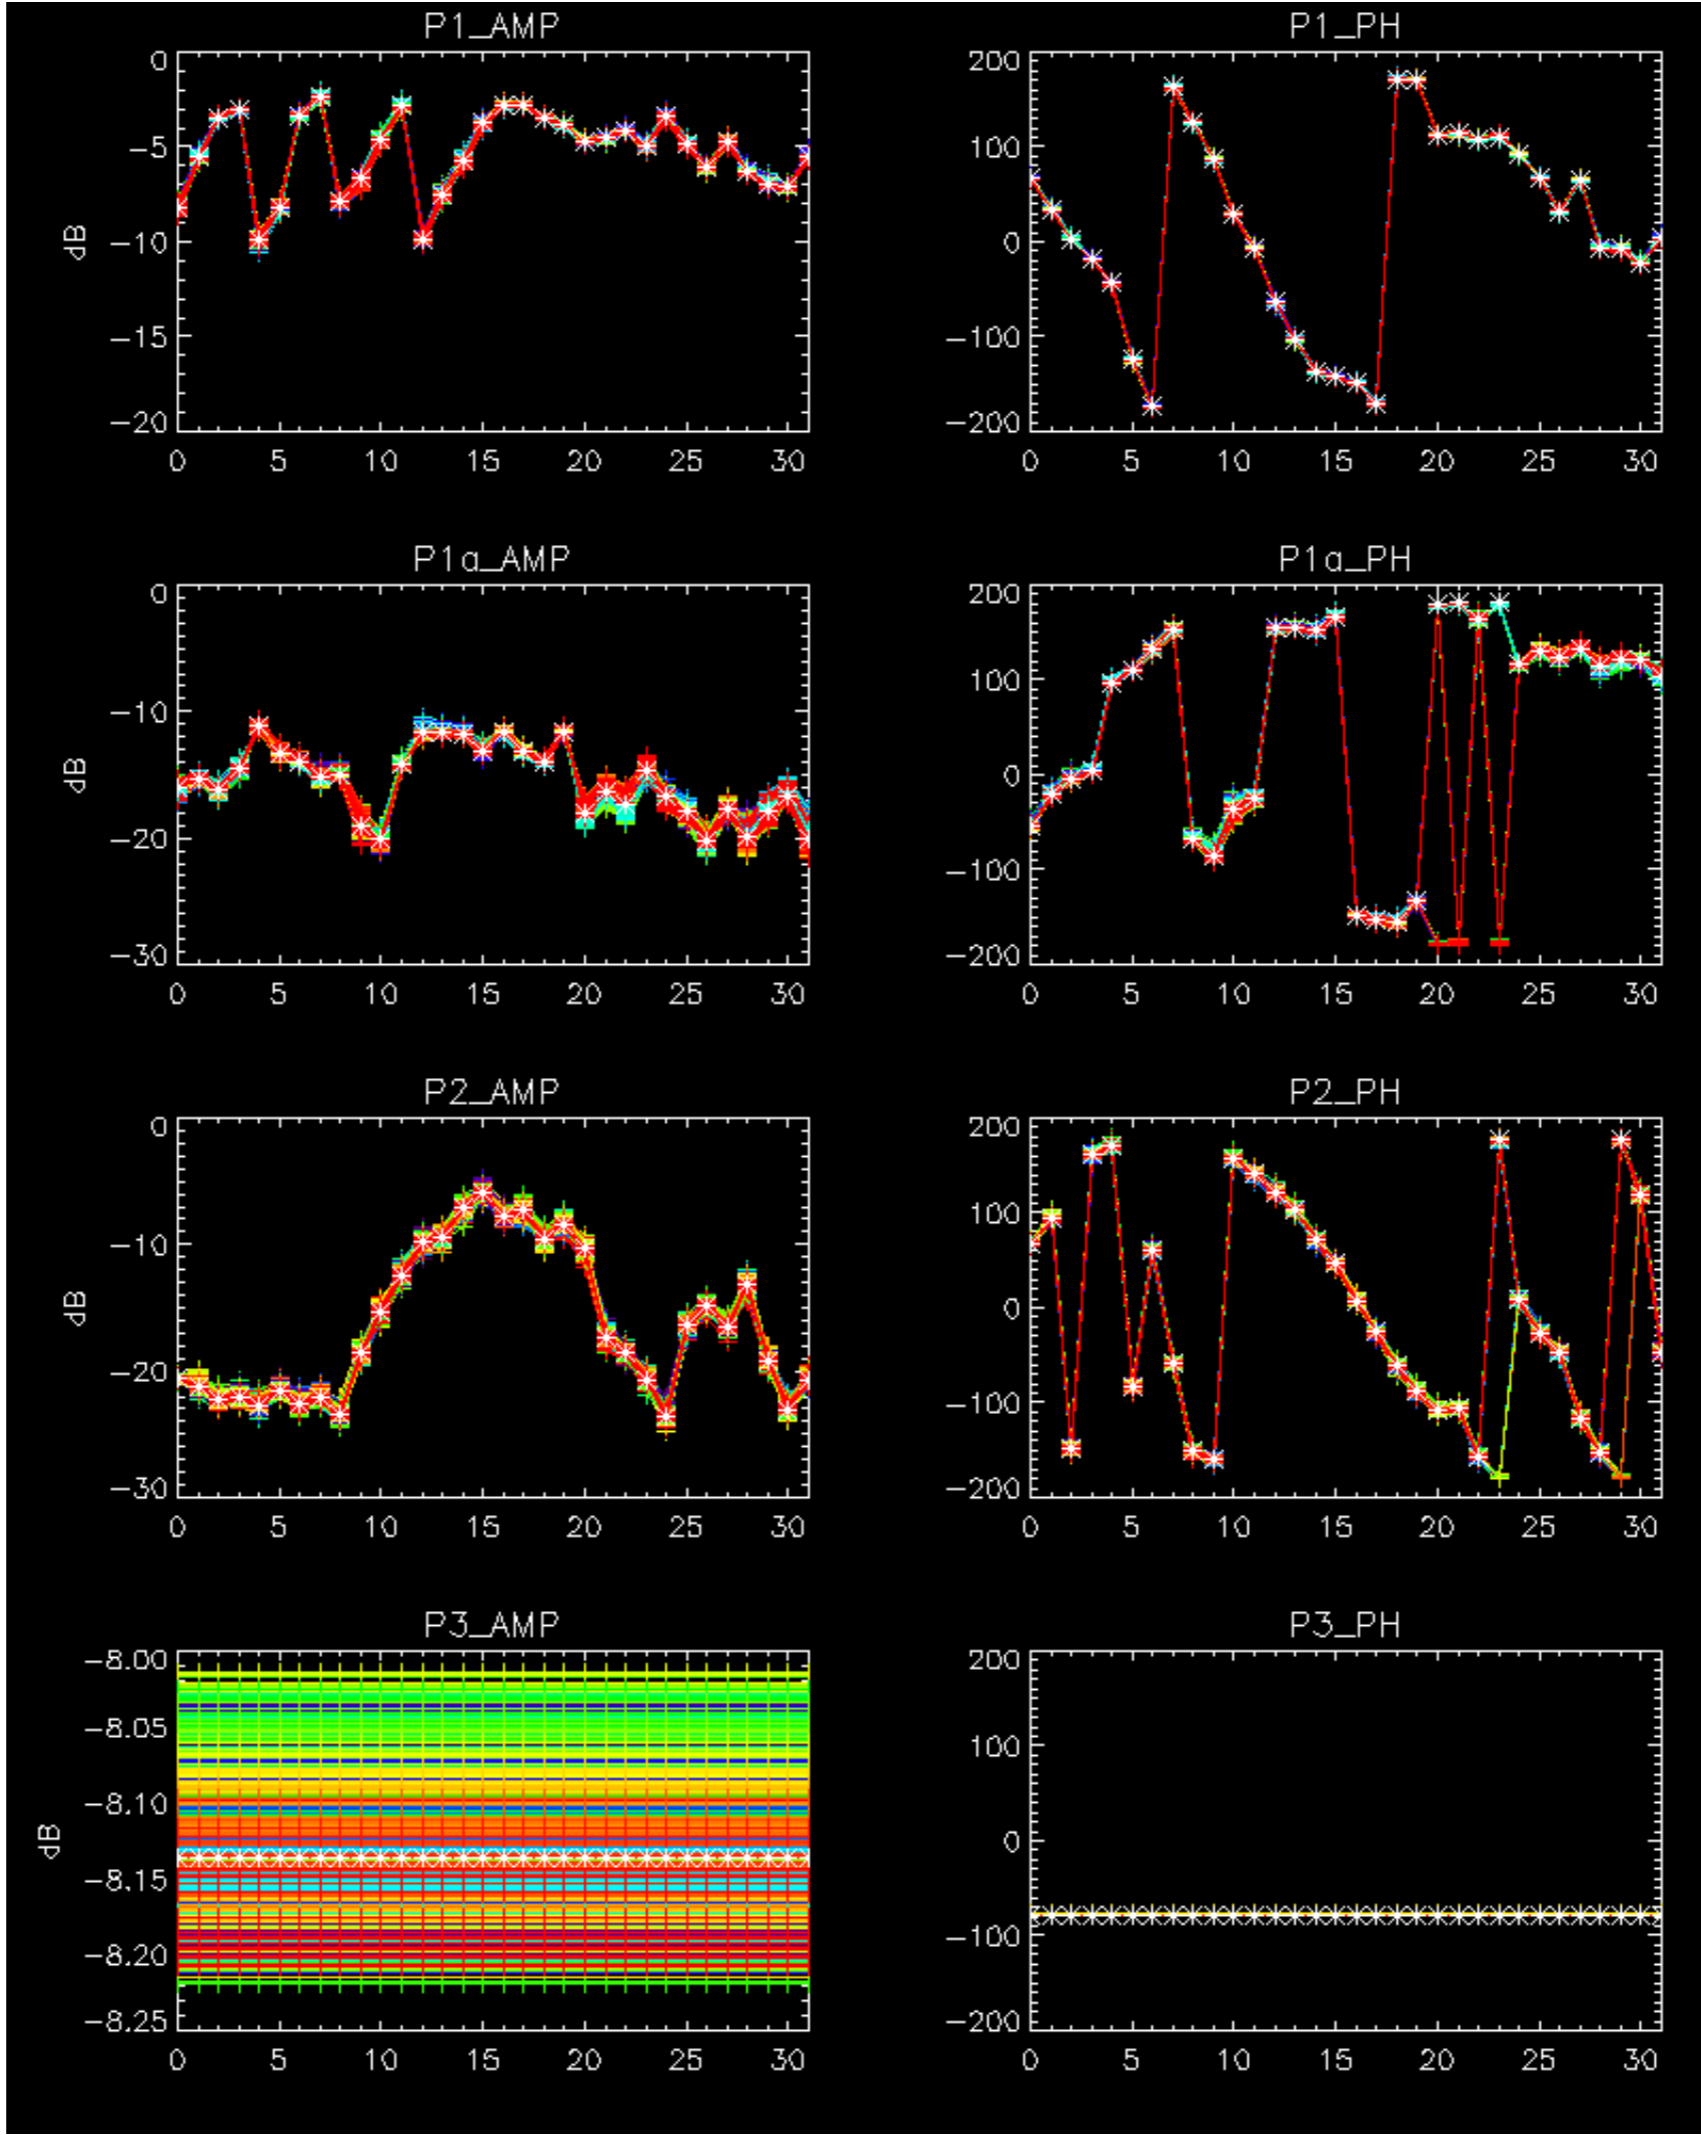 P1_AMP P1_PH
0 200
-5 100
dB -10 0
-15 -100
-20 -200
0 5 10 15 20 25 30 0 5 10 15 20 25 30
P1a_AMP P1a_PH
0 200
-10 100
dB 0
-20 -100
-30 -200
0 5 10 15 20 25 30 0 5 10 15 20 25 30
P2_AMP P2_PH
0 200
-10 100
dB 0
-20 -100
-30 -200
0 5 10 15 20 25 30 0 5 10 15 20 25 30
P3_AMP P3_PH
-8.00 200
-8.05 100
-8.10
dB 0
-8.15
-8.20 -100
-8.25 -200
0 5 10 15 20 25 30 0 5 10 15 20 25 30